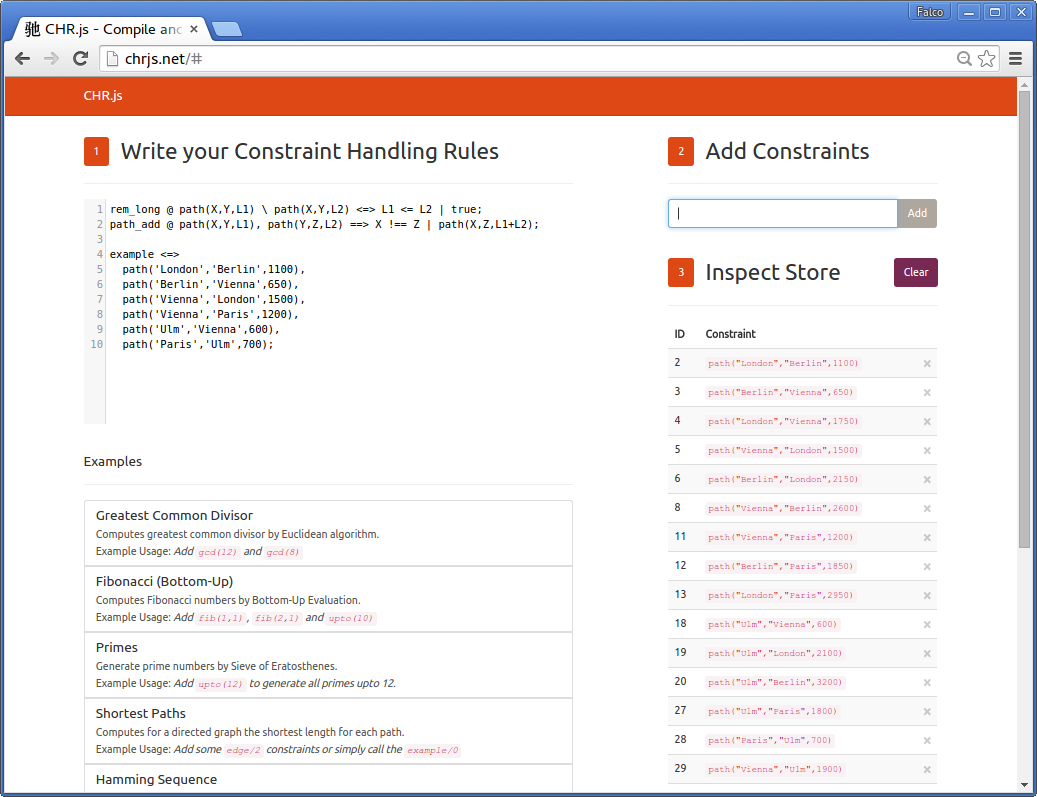 Falco
驰 CHR.js - Compile and
chrjs.net/#
CHR.js
1 Write your Constraint Handling Rules
1 rem_long @ path(X,Y,L1) \ path(X,Y,L2) <=> L1 <= L2 | true;
2 path_add @ path(X,Y,L1), path(Y,Z,L2) ==> X !== Z | path(X,Z,L1+L2);
3
4 example <=>
5 path('London','Berlin',1100),
6 path('Berlin','Vienna',650),
7 path('Vienna','London',1500),
8 path('Vienna','Paris',1200),
9 path('Ulm','Vienna',600),
10 path('Paris','Ulm',700);
Examples
Greatest Common Divisor
Computes greatest common divisor by Euclidean algorithm.
Example Usage: Add gcd(12) and gcd(8)
Fibonacci (Bottom-Up)
Computes Fibonacci numbers by Bottom-Up Evaluation.
Example Usage: Add fib(1,1) , fib(2,1) and upto(10)
Primes
Generate prime numbers by Sieve of Eratosthenes.
Example Usage: Add upto(12) to generate all primes upto 12.
Shortest Paths
Computes for a directed graph the shortest length for each path.
Example Usage: Add some edge/2 constraints or simply call the example/0
Hamming Sequence
2 Add Constraints
Add
3 Inspect Store
Clear
ID Constraint
2 path("London","Berlin",1100)
3 path("Berlin","Vienna",650)
4 path("London","Vienna",1750)
5 path("Vienna","London",1500)
6 path("Berlin","London",2150)
8 path("Vienna","Berlin",2600)
11 path("Vienna","Paris",1200)
12 path("Berlin","Paris",1850)
13 path("London","Paris",2950)
18 path("Ulm","Vienna",600)
19 path("Ulm","London",2100)
20 path("Ulm","Berlin",3200)
27 path("Ulm","Paris",1800)
28 path("Paris","Ulm",700)
29 path("Vienna","Ulm",1900)